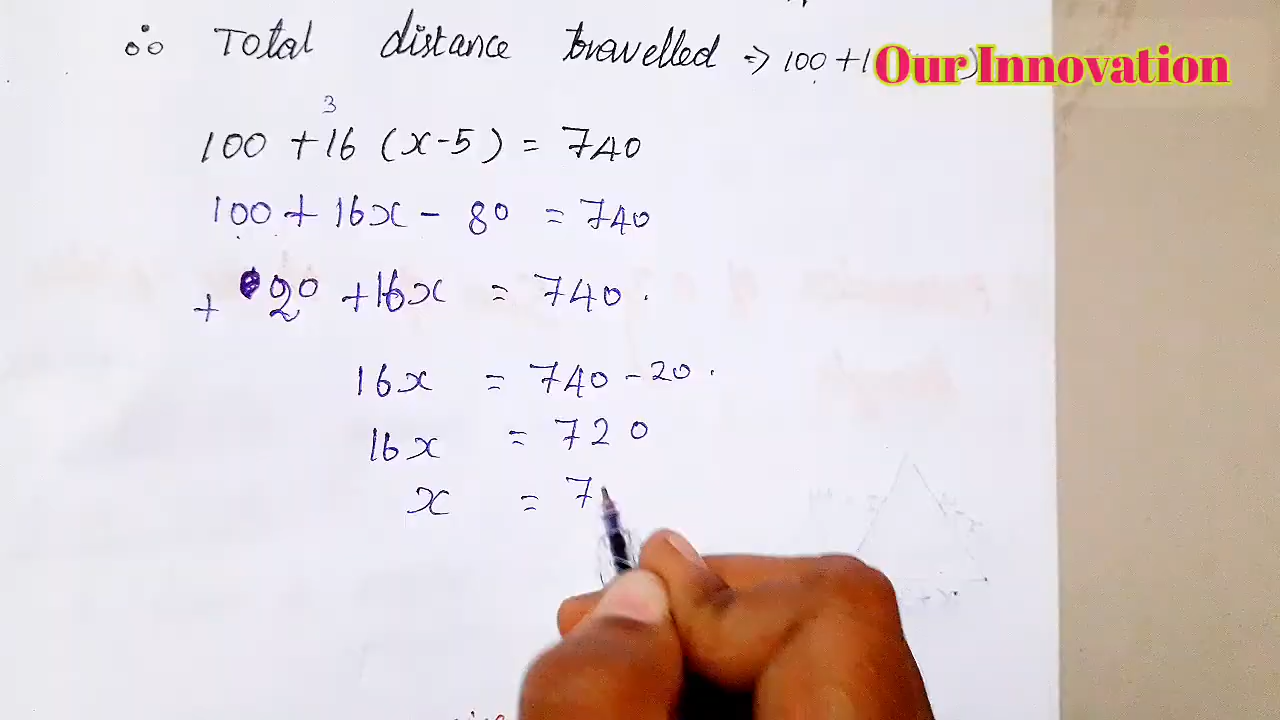 ∴ Total distance travelled => 100 + 1
Our Innovation
3
100 + 16 (x-5) = 740
100 + 16x - 80 = 740
+ 20 + 16x = 740.
16x = 740 - 20.
16x = 720
x = 7